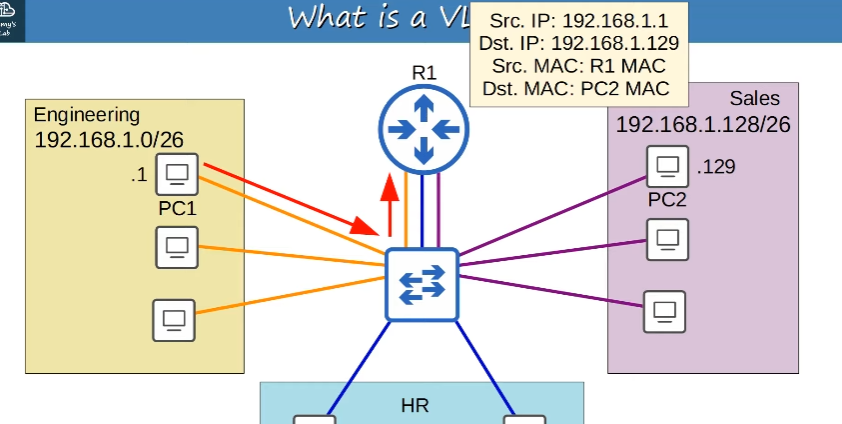 What is a VL
my's
Lab
Src. IP: 192.168.1.1
Dst. IP: 192.168.1.129
Src. MAC: R1 MAC
Dst. MAC: PC2 MAC
R1
Engineering
192.168.1.0/26
.1
PC1
Sales
192.168.1.128/26
.129
PC2
HR